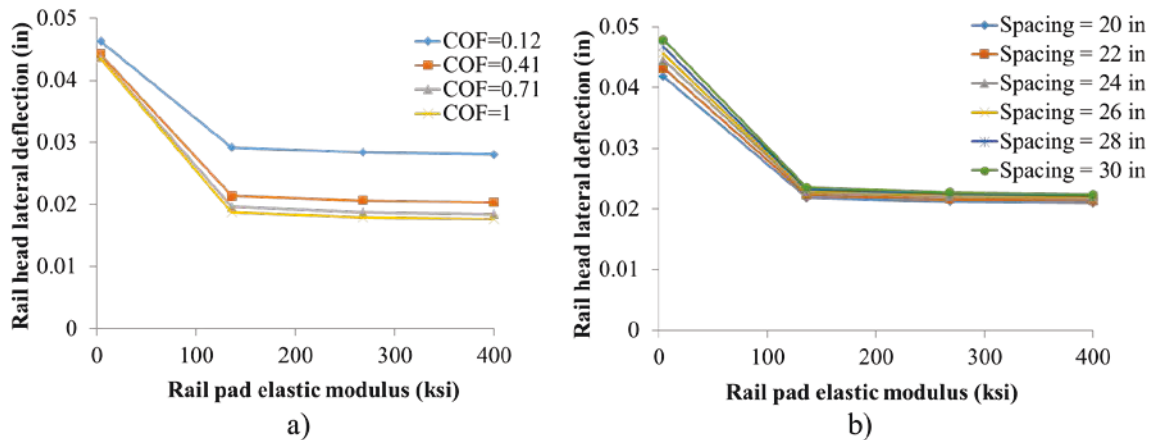 0.05
0.04
0.03
0.02
0.01
0
Rail head lateral deflection (in)
COF=0.12
COF=0.41
COF=0.71
COF=1
0 100 200 300 400
Rail pad elastic modulus (ksi)
a)
0.05
0.04
0.03
0.02
0.01
0
Rail head lateral deflection (in)
Spacing = 20 in
Spacing = 22 in
Spacing = 24 in
Spacing = 26 in
Spacing = 28 in
Spacing = 30 in
0 100 200 300 400
Rail pad elastic modulus (ksi)
b)